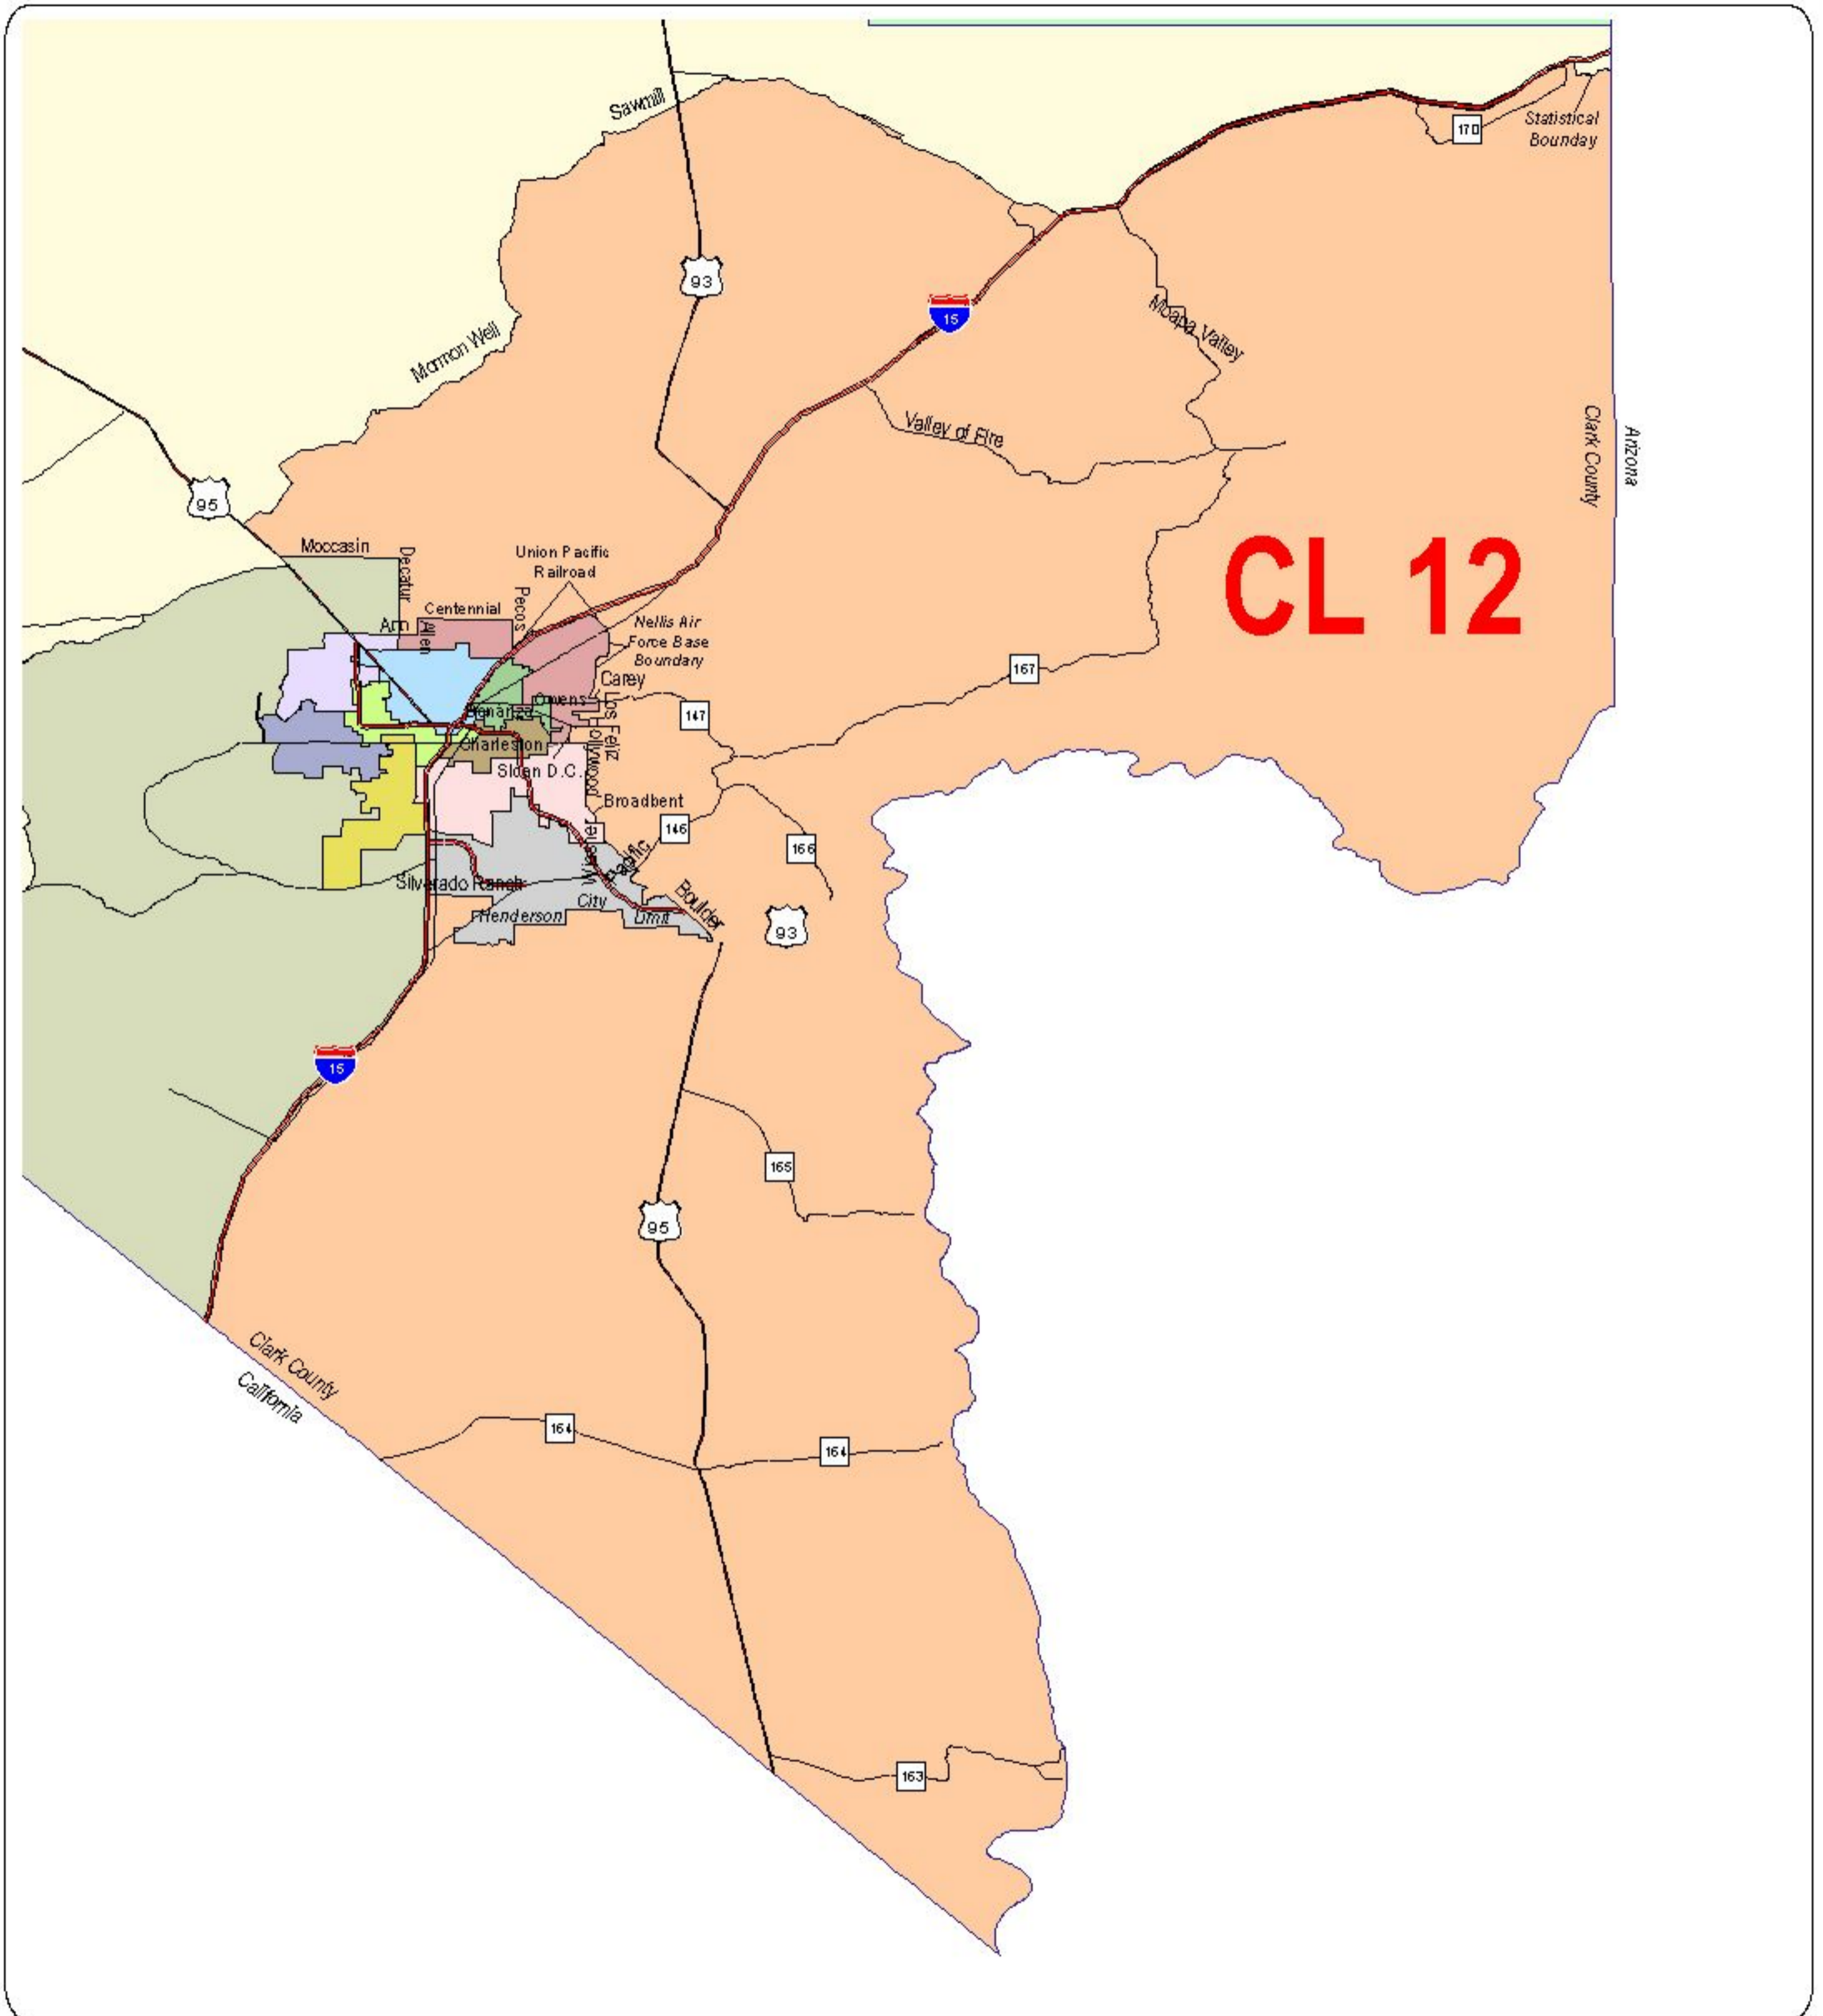 Sawmill
170
Statistical
Bounday
93
15
Moapa Valley
Mormon Well
Valley of Fire
Clark County
Arizona
95
CL 12
Moccasin
Decatur
Union Pacific
Railroad
Pecos
Centennial
Ann
Allen
Nellis Air
Force Base
Boundary
Carey
167
Owens
Los Feliz
147
Bonanza
Hollywood
Charleston
Sloan D.C.
Broadbent
146
166
Pacific
Silverado Ranch
Boulder
City
Henderson
Limit
93
15
165
95
Clark County
California
164
164
163